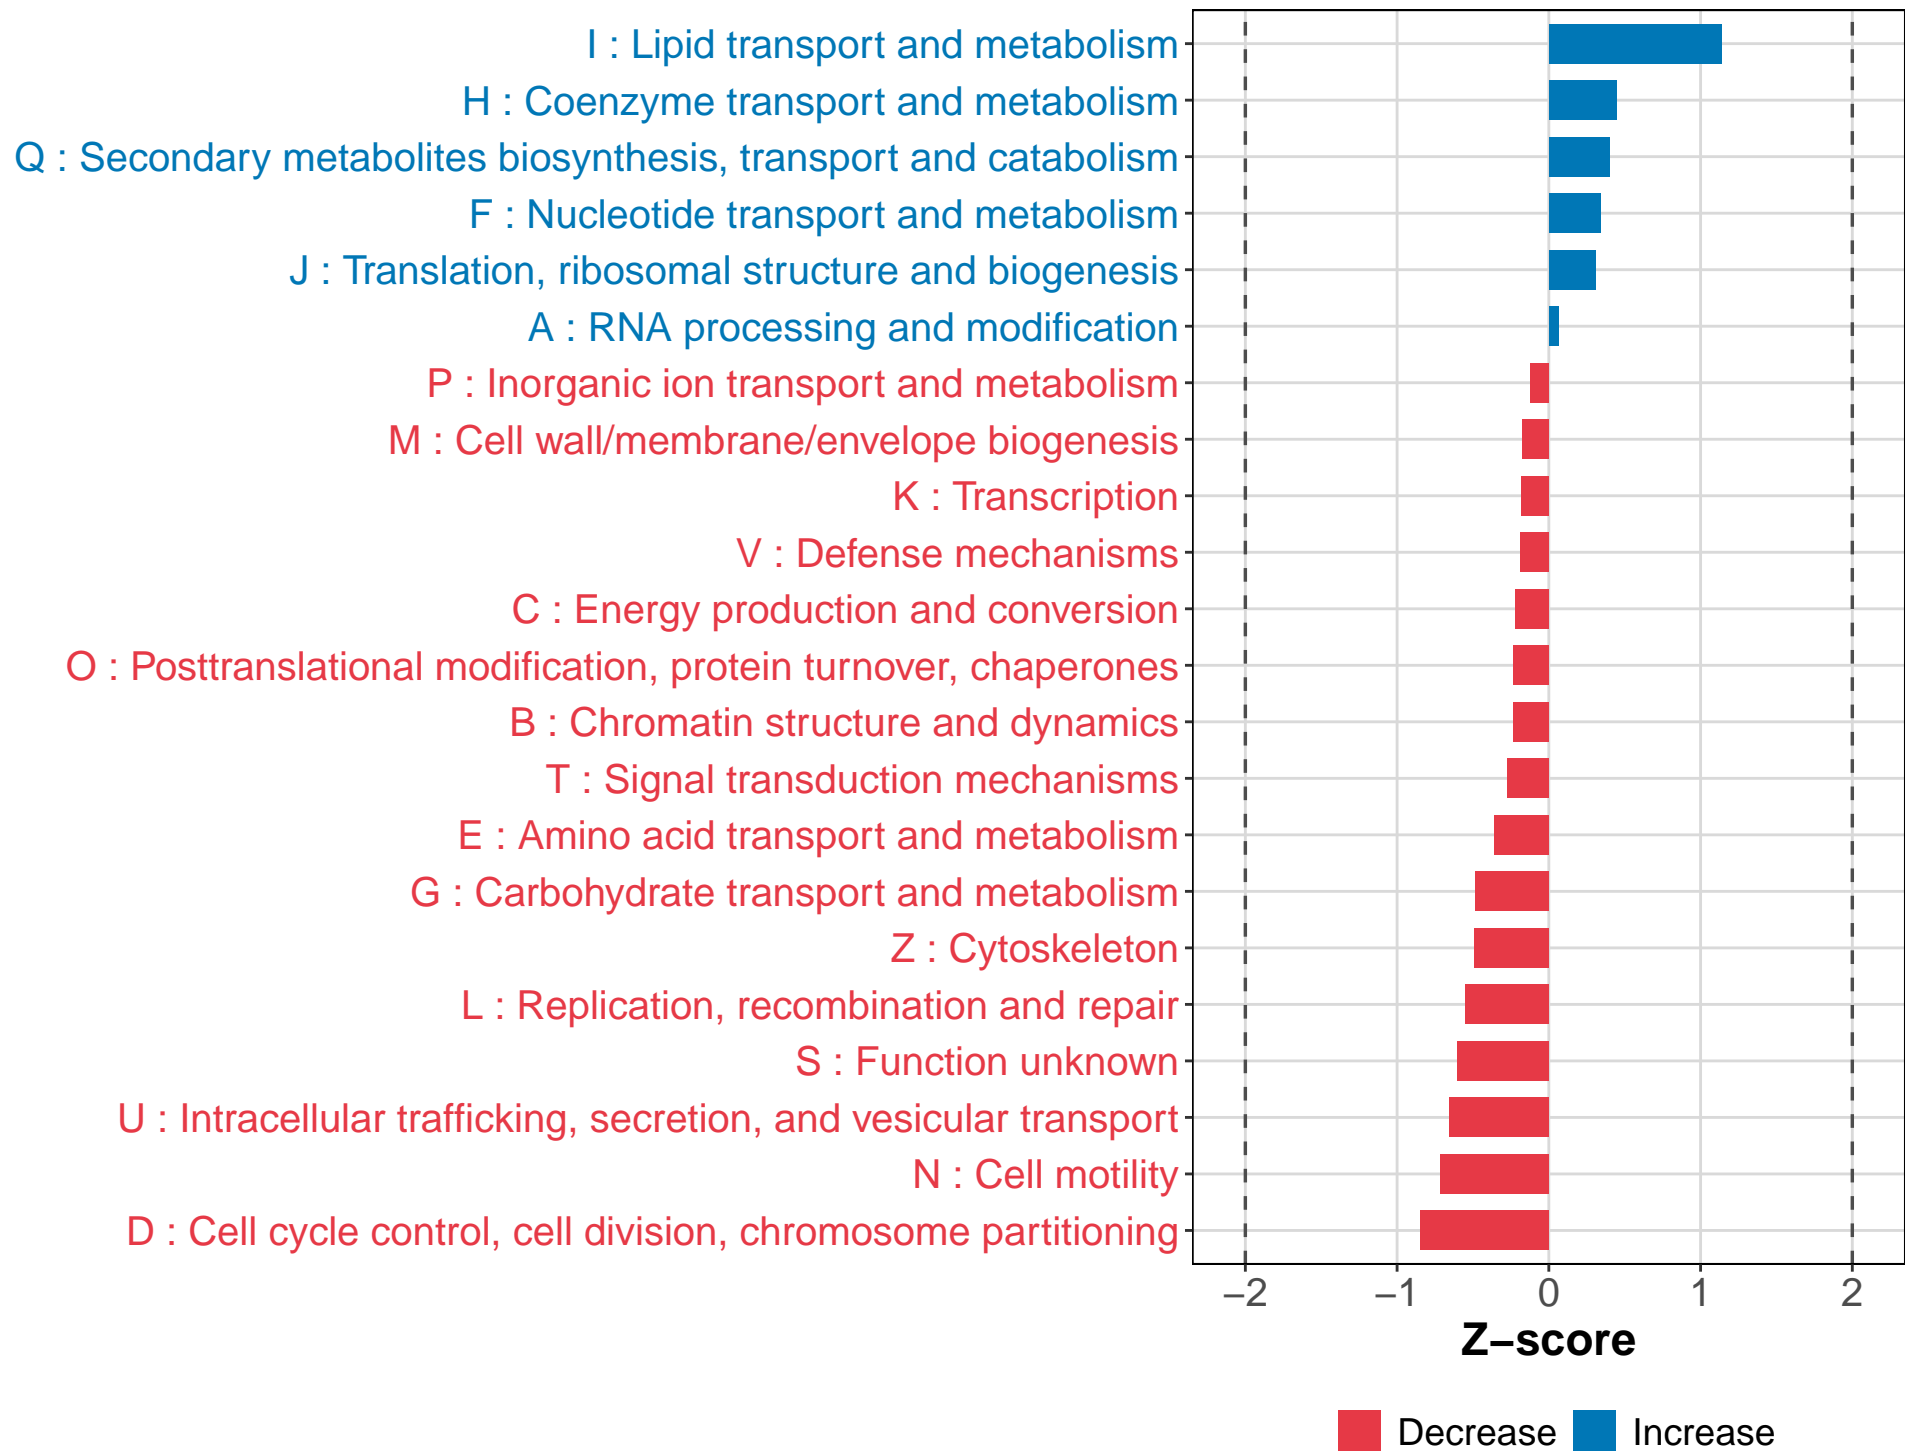 I : Lipid transport and metabolism
H : Coenzyme transport and metabolism
Q : Secondary metabolites biosynthesis, transport and catabolism
F : Nucleotide transport and metabolism
J : Translation, ribosomal structure and biogenesis
A : RNA processing and modification
P : Inorganic ion transport and metabolism
M : Cell wall/membrane/envelope biogenesis
K : Transcription
V : Defense mechanisms
C : Energy production and conversion
O : Posttranslational modification, protein turnover, chaperones
B : Chromatin structure and dynamics
T : Signal transduction mechanisms
E : Amino acid transport and metabolism
G : Carbohydrate transport and metabolism
Z : Cytoskeleton
L : Replication, recombination and repair
S : Function unknown
U : Intracellular trafficking, secretion, and vesicular transport
N : Cell motility
D : Cell cycle control, cell division, chromosome partitioning
−2 −1 0 1 2
Z−score
Decrease Increase